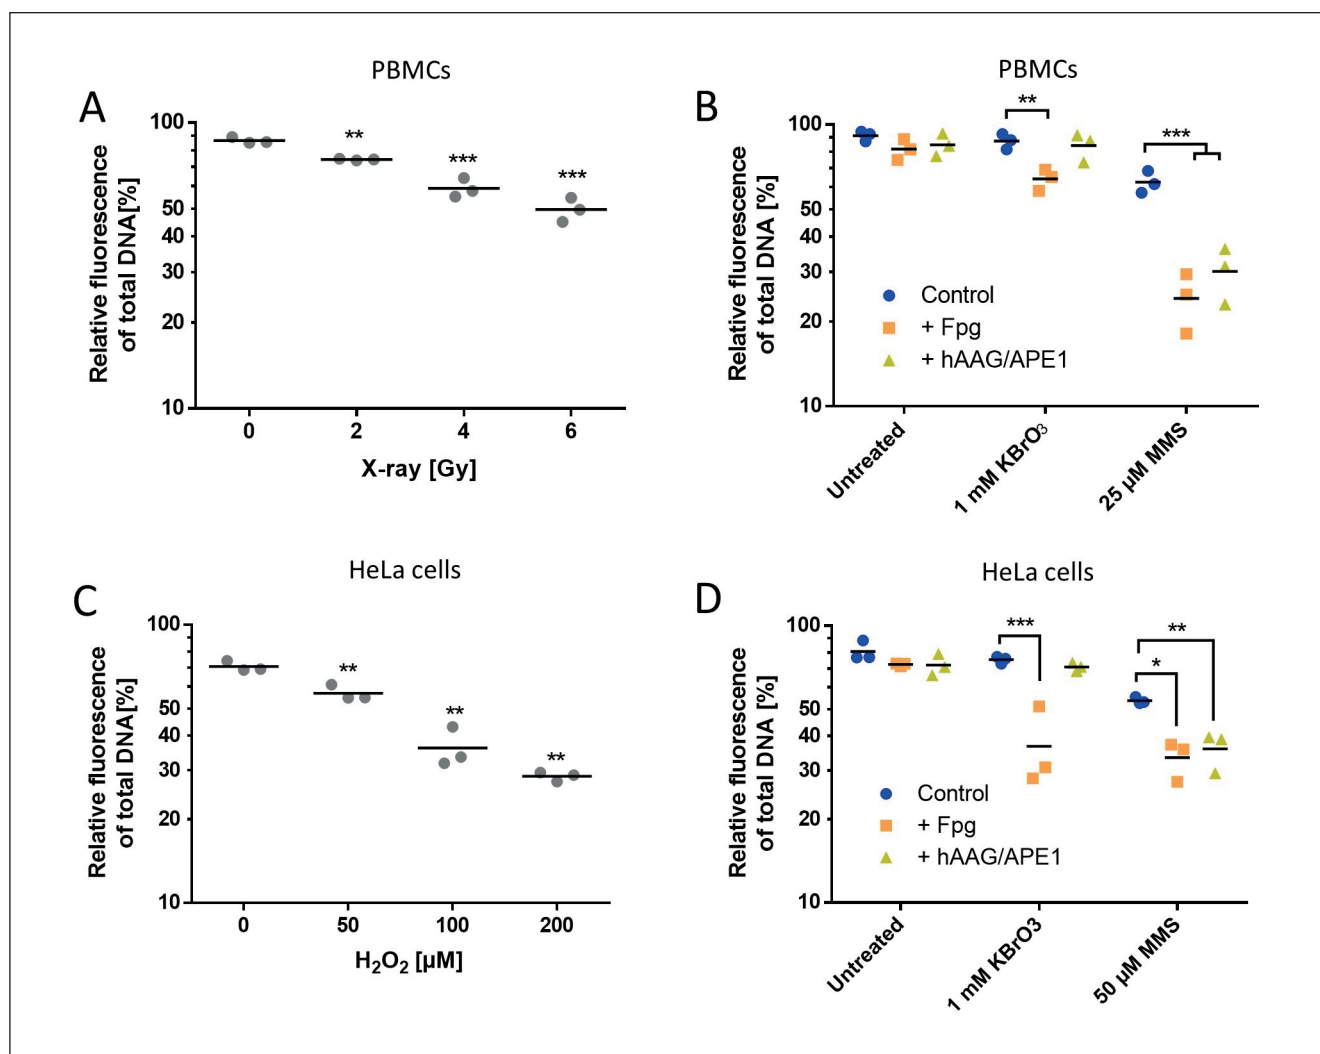 PBMCs
A
Relative fluorescence
of total DNA[%]
100
50
40
30
20
10
**
***
***
0 2 4 6
X-ray [Gy]
PBMCs
B
Relative fluorescence
of total DNA [%]
100
50
40
30
20
10
**
***
Control
+ Fpg
+ hAAG/APE1
Untreated
1 mM KBrO3
25 µM MMS
HeLa cells
C
Relative fluorescence
of total DNA[%]
100
50
40
30
20
10
**
**
**
0 50 100 200
H₂O₂ [µM]
HeLa cells
D
Relative fluorescence
of total DNA [%]
100
50
40
30
20
10
***
**
*
Control
+ Fpg
+ hAAG/APE1
Untreated
1 mM KBrO3
50 µM MMS